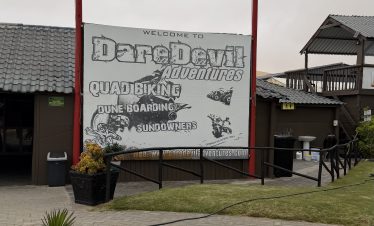 WELCOME TO
DareDevil
Adventures
QUAD BIKING
DUNE BOARDING
SUNDOWNERS